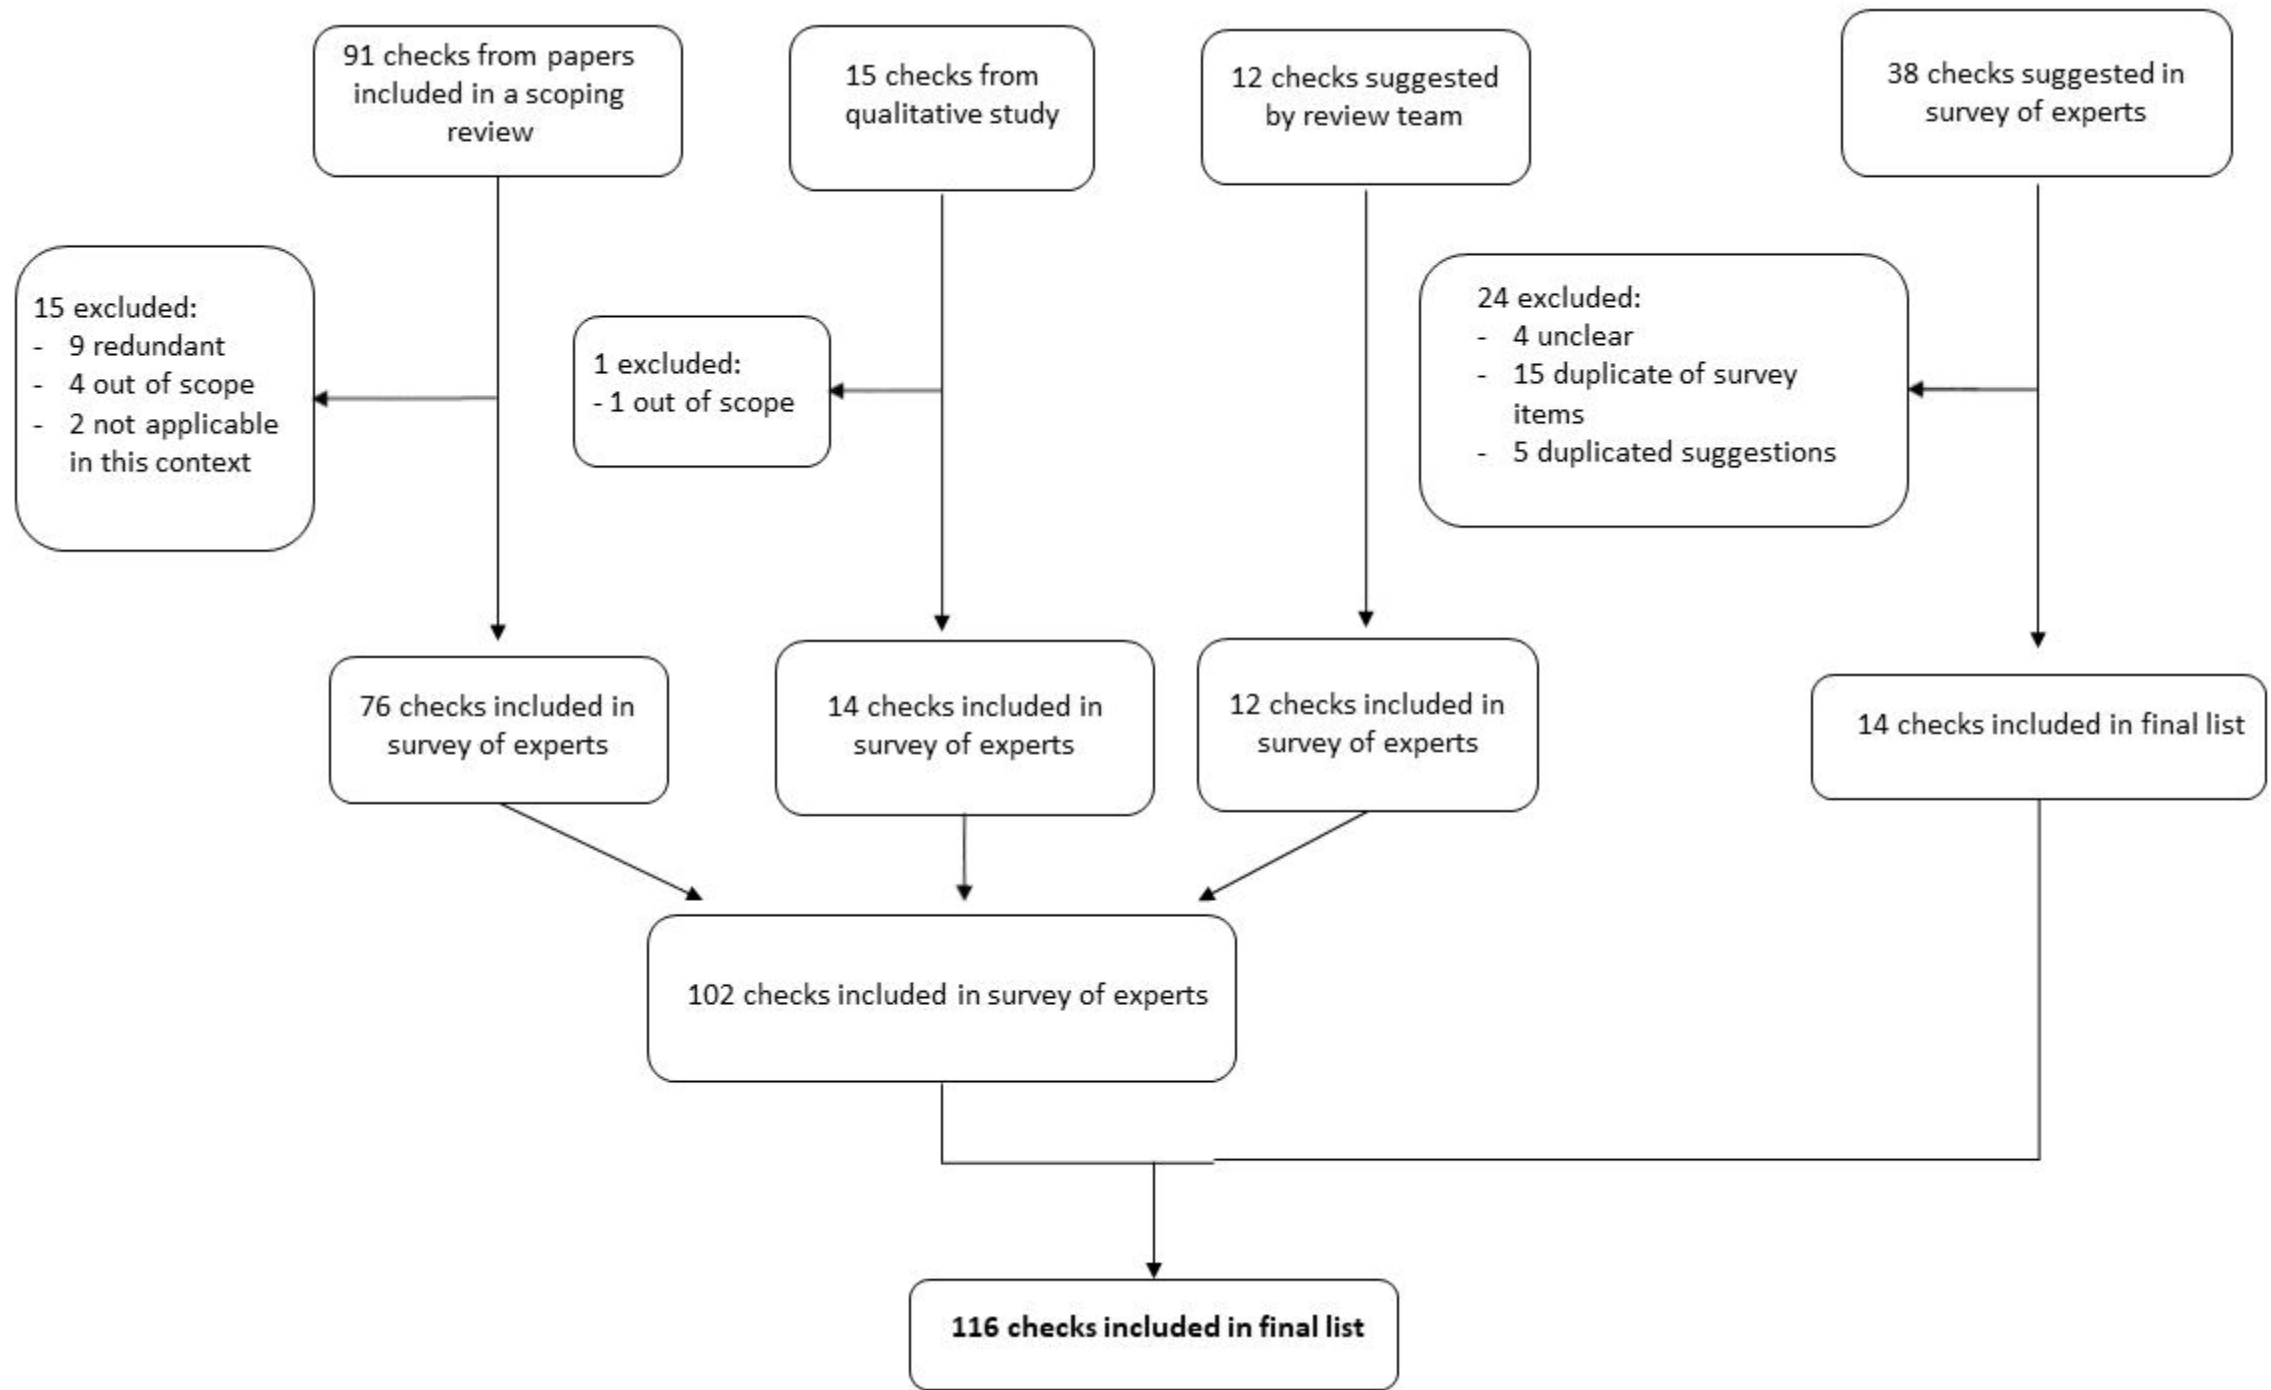 91 checks from papers
included in a scoping
review
15 checks from
qualitative study
12 checks suggested
by review team
38 checks suggested in
survey of experts
15 excluded:
- 9 redundant
- 4 out of scope
- 2 not applicable
in this context
1 excluded:
- 1 out of scope
24 excluded:
- 4 unclear
- 15 duplicate of survey
items
- 5 duplicated suggestions
76 checks included in
survey of experts
14 checks included in
survey of experts
12 checks included in
survey of experts
14 checks included in final list
102 checks included in survey of experts
116 checks included in final list